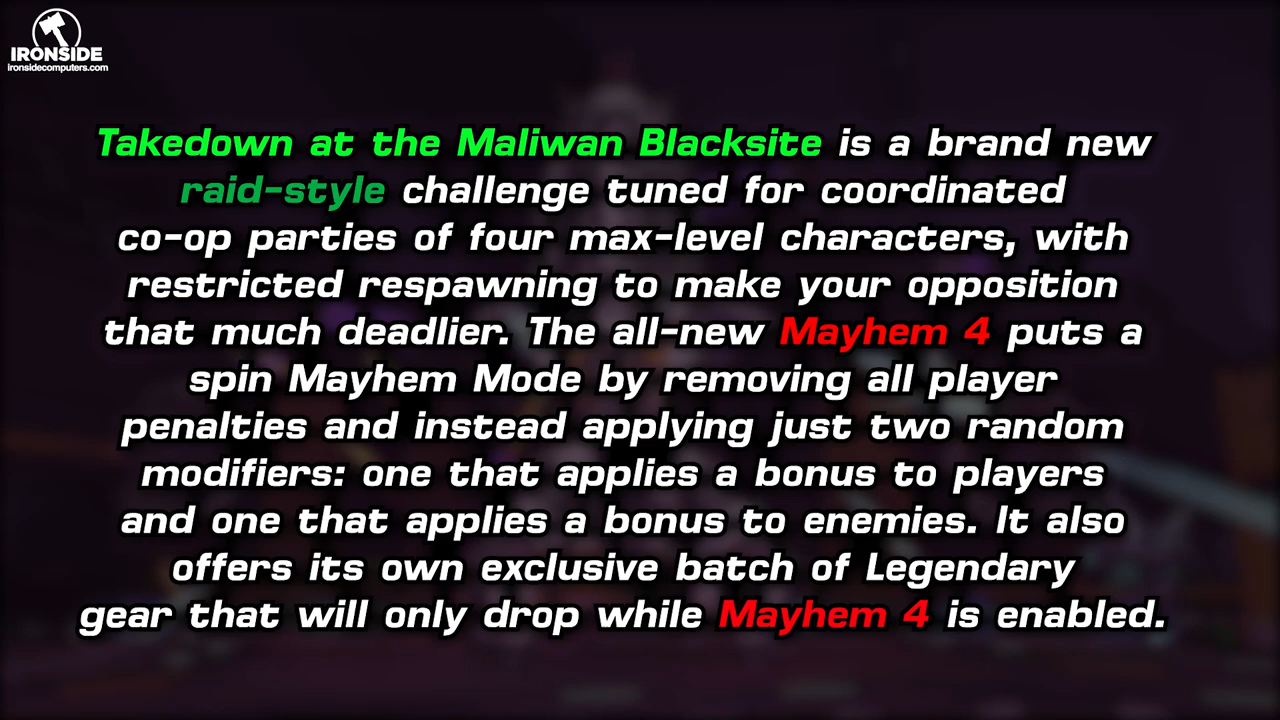 IRONSIDE
Ironsidecomputers.com
Takedown at the Maliwan Blacksite is a brand new
raid-style challenge tuned for coordinated
co-op parties of four max-level characters, with
restricted respawning to make your opposition
that much deadlier. The all-new Mayhem 4 puts a
spin Mayhem Mode by removing all player
penalties and instead applying just two random
modifiers: one that applies a bonus to players
and one that applies a bonus to enemies. It also
offers its own exclusive batch of Legendary
gear that will only drop while Mayhem 4 is enabled.